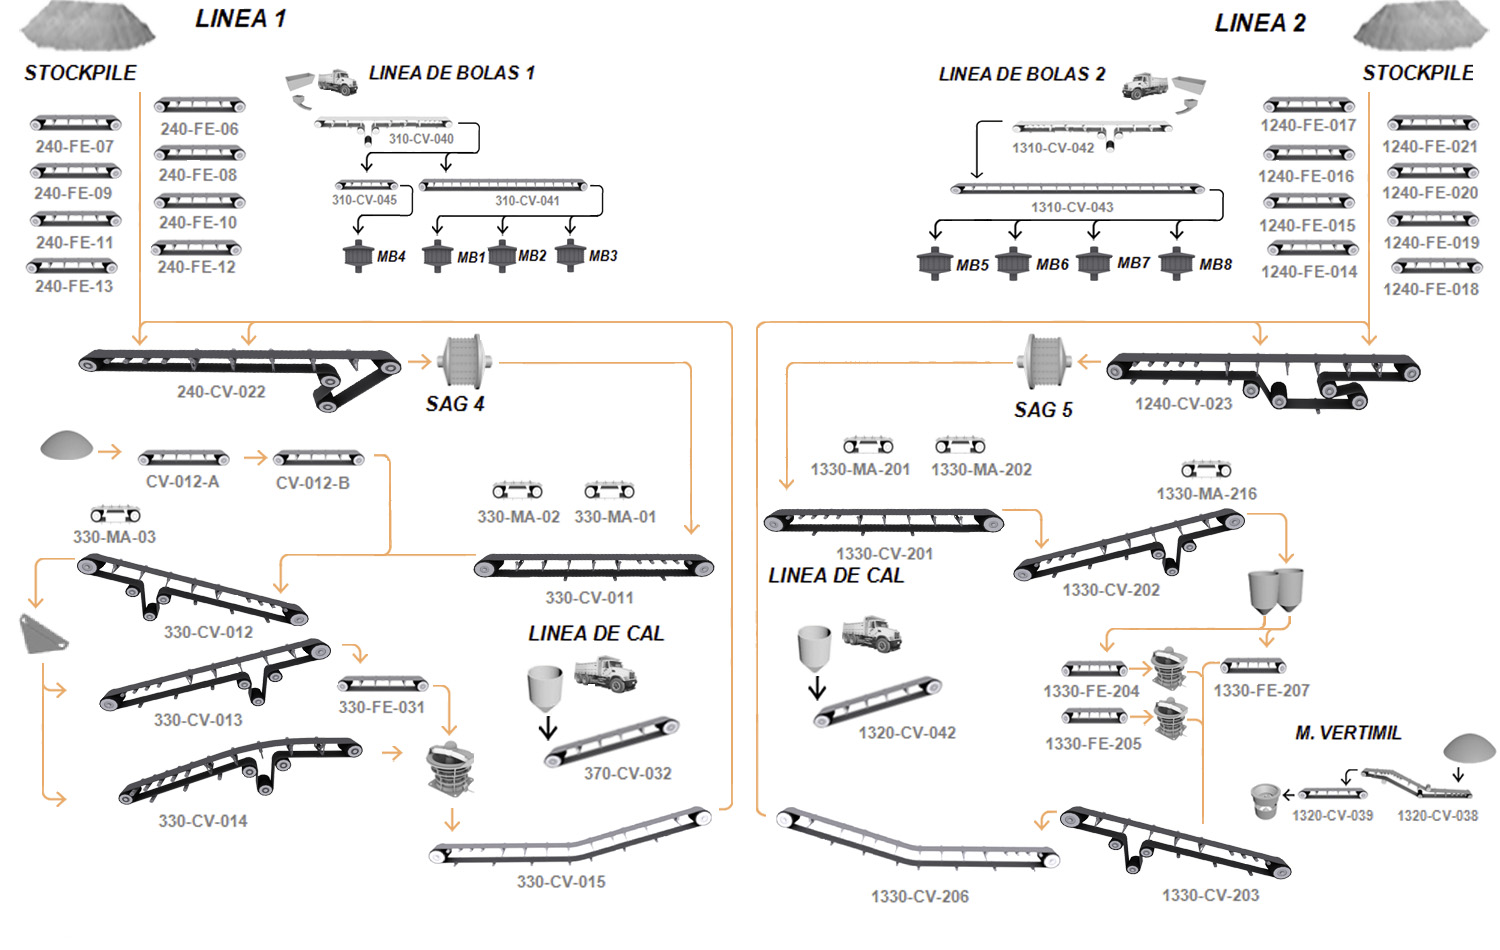 LINEA 1
STOCKPILE
240-FE-06
240-FE-07
240-FE-08
240-FE-09
240-FE-10
240-FE-11
240-FE-12
240-FE-13
LINEA DE BOLAS 1
310-CV-040
310-CV-045
310-CV-041
MB4
MB1
MB2
MB3
240-CV-022
SAG 4
CV-012-A
CV-012-B
330-MA-03
330-MA-02
330-MA-01
330-CV-011
330-CV-012
330-CV-013
330-FE-031
330-CV-014
LINEA DE CAL
370-CV-032
330-CV-015
LINEA 2
STOCKPILE
LINEA DE BOLAS 2
1310-CV-042
1310-CV-043
MB5
MB6
MB7
MB8
1240-FE-017
1240-FE-021
1240-FE-016
1240-FE-020
1240-FE-015
1240-FE-019
1240-FE-014
1240-FE-018
SAG 5
1240-CV-023
1330-MA-201
1330-MA-202
1330-MA-216
1330-CV-201
1330-CV-202
LINEA DE CAL
1320-CV-042
1330-FE-204
1330-FE-207
1330-FE-205
M. VERTIMIL
1320-CV-039
1320-CV-038
1330-CV-206
1330-CV-203